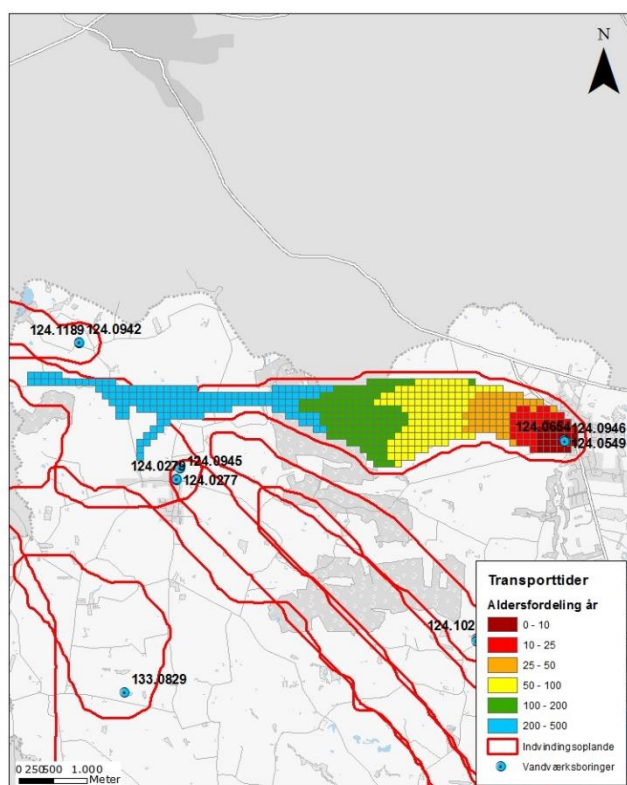 N
124.1189 124.0942
124.0654 124.0946
124.0549
124.0279 124.0945
124.0277
124.102
133.0829
Transporttider
Aldersfordeling år
0 - 10
10 - 25
25 - 50
50 - 100
100 - 200
200 - 500
Indvindingsoplande
Vandværksboringer
0 250500 1.000
Meter